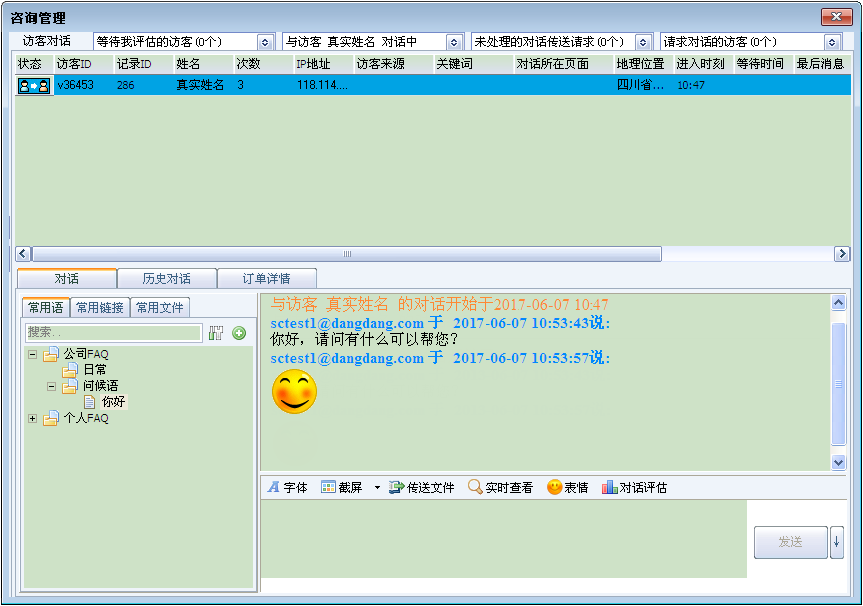 咨询管理
访客对话 等待我评估的访客(0个) 与访客 真实姓名 对话中 未处理的对话传送请求(0个) 请求对话的访客(0个)
状态 访客ID 记录ID 姓名 次数 IP地址 访客来源 关键词 对话所在页面 地理位置 进入时刻 等待时间 最后消息
v36453 286 真实姓名 3 118.114.... 四川省... 10:47
对话 历史对话 订单详情
常用语 常用链接 常用文件
搜索..
公司FAQ
日常
问候语
你好
个人FAQ
与访客 真实姓名 的对话开始于2017-06-07 10:47
sctest1@dangdang.com 于 2017-06-07 10:53:43说:
你好，请问有什么可以帮您?
sctest1@dangdang.com 于 2017-06-07 10:53:57说:
字体 截屏 传送文件 实时查看 表情 对话评估
发送